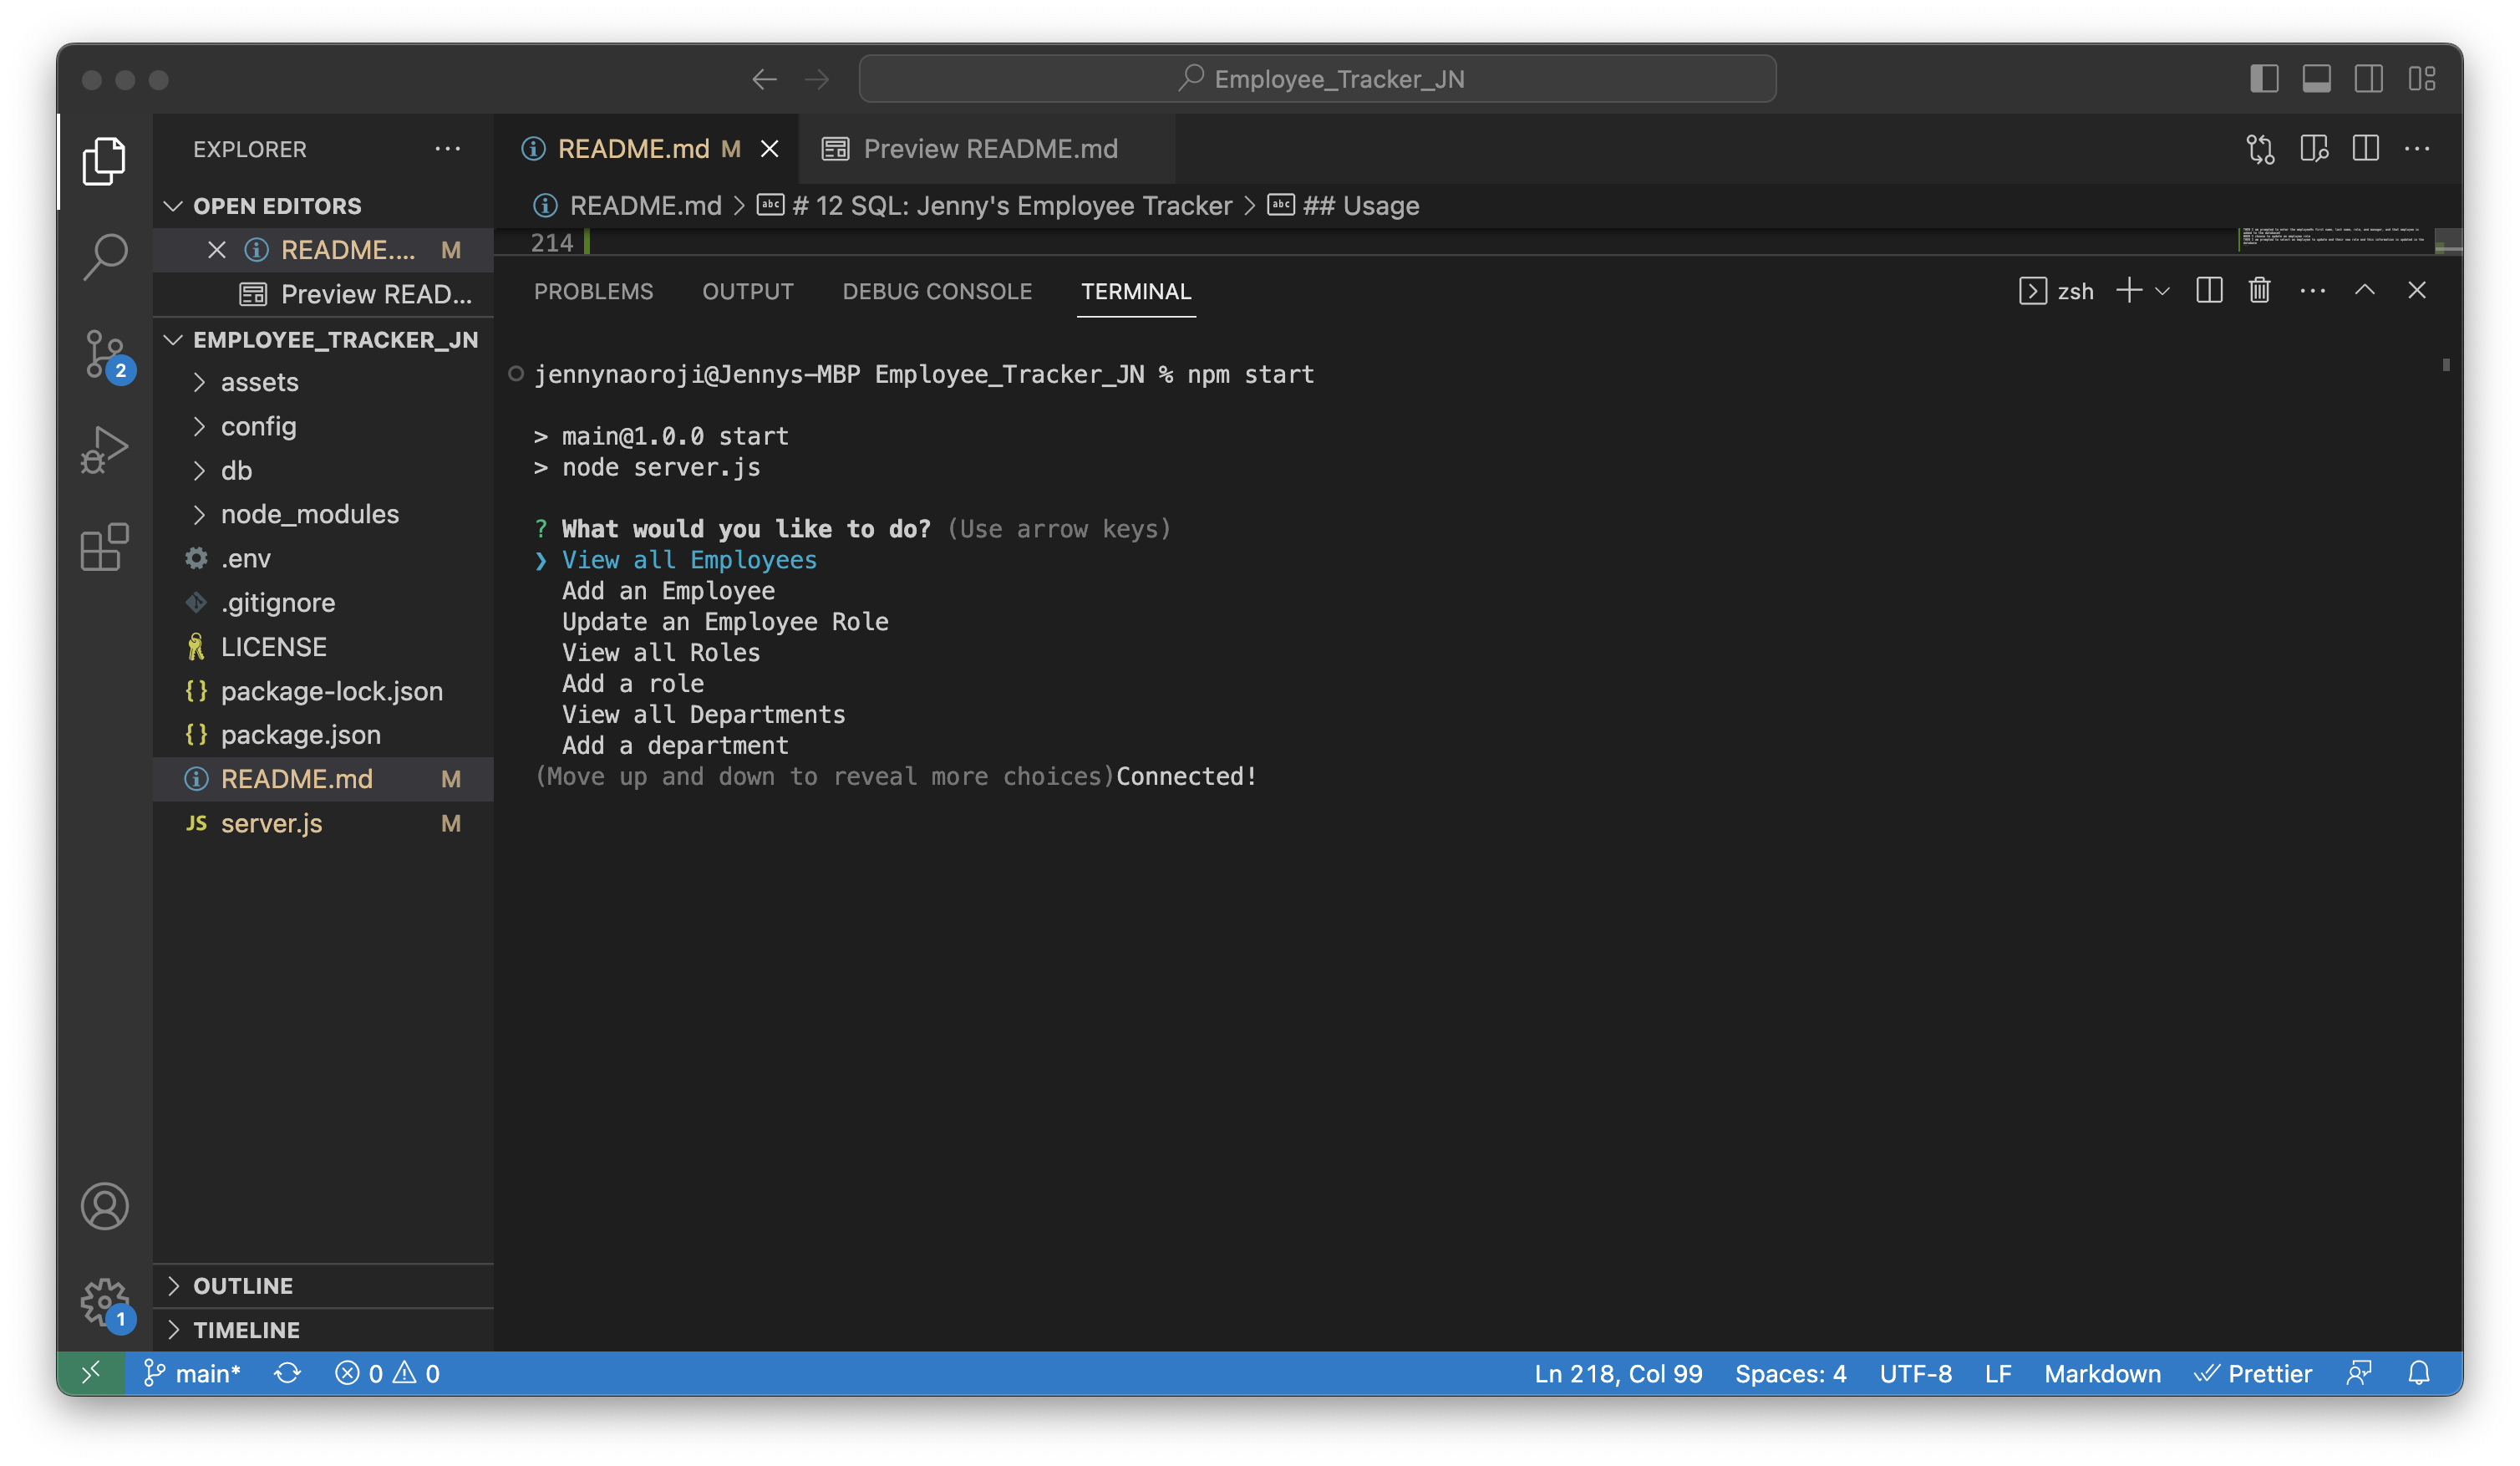 Employee_Tracker_JN
EXPLORER
README.md M
Preview README.md
OPEN EDITORS
README.md > # 12 SQL: Jenny's Employee Tracker > ## Usage
README.... M
214
Preview READ...
PROBLEMS OUTPUT DEBUG CONSOLE TERMINAL
zsh
EMPLOYEE_TRACKER_JN
assets
config
db
node_modules
.env
.gitignore
LICENSE
package-lock.json
package.json
README.md M
JS server.js M
jennynaoroji@Jennys-MBP Employee_Tracker_JN % npm start
> main@1.0.0 start
> node server.js
? What would you like to do? (Use arrow keys)
❯ View all Employees
Add an Employee
Update an Employee Role
View all Roles
Add a role
View all Departments
Add a department
(Move up and down to reveal more choices)Connected!
2
1
OUTLINE
TIMELINE
main* 0 0
Ln 218, Col 99 Spaces: 4 UTF-8 LF Markdown Prettier